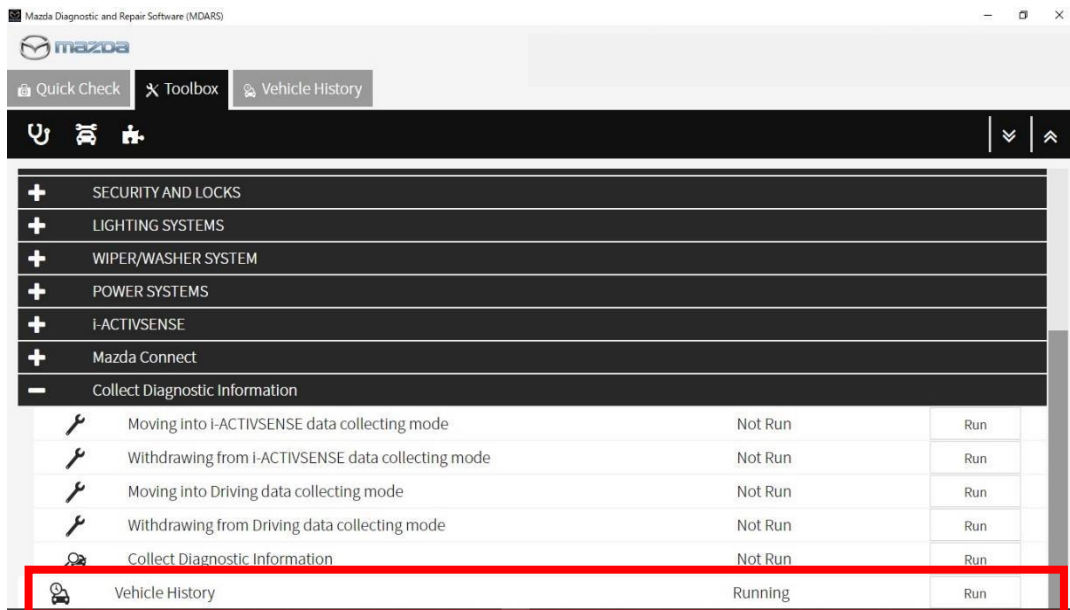 Mazda Diagnostic and Repair Software (MDARS)
mazda
Quick Check Toolbox Vehicle History
SECURITY AND LOCKS
LIGHTING SYSTEMS
WIPER/WASHER SYSTEM
POWER SYSTEMS
i-ACTIVSENSE
Mazda Connect
Collect Diagnostic Information
Moving into i-ACTIVSENSE data collecting mode Not Run Run
Withdrawing from i-ACTIVSENSE data collecting mode Not Run Run
Moving into Driving data collecting mode Not Run Run
Withdrawing from Driving data collecting mode Not Run Run
Collect Diagnostic Information Not Run Run
Vehicle History Running Run